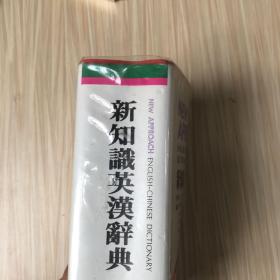 新知識英漢辭典
NEW APPROACH ENGLISH-CHINESE DICTIONARY